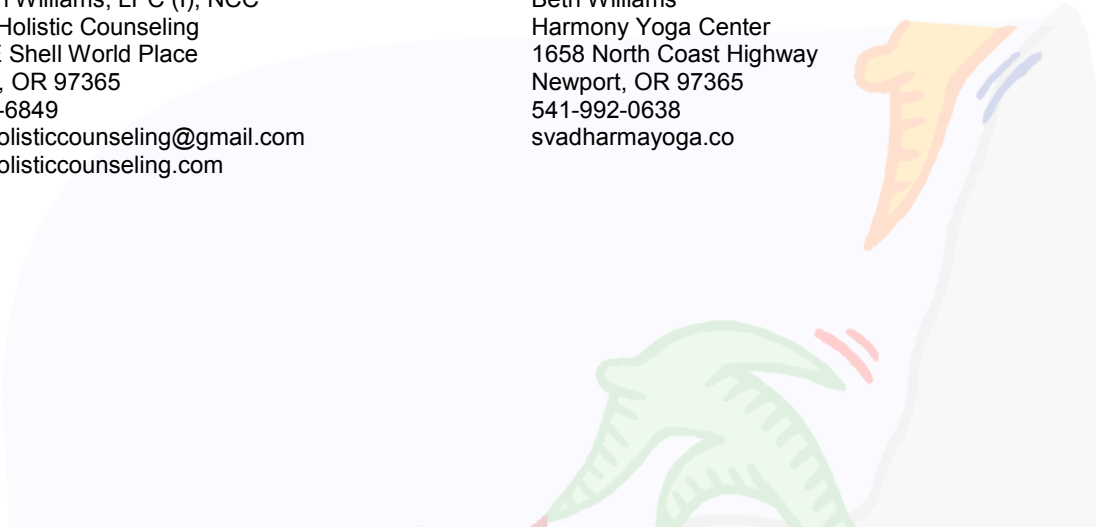 Williams, LPC (I), NCC
Holistic Counseling
Shell World Place
, OR 97365
-6849
olisticcounseling@gmail.com
olisticcounseling.com
Beth Williams
Harmony Yoga Center
1658 North Coast Highway
Newport, OR 97365
541-992-0638
svadharmayoga.co